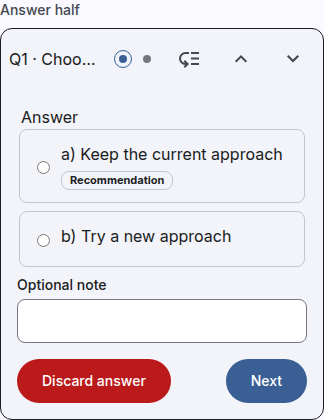 Answer half
Q1 · Choo...
Answer
a) Keep the current approach
Recommendation
b) Try a new approach
Optional note
Discard answer
Next